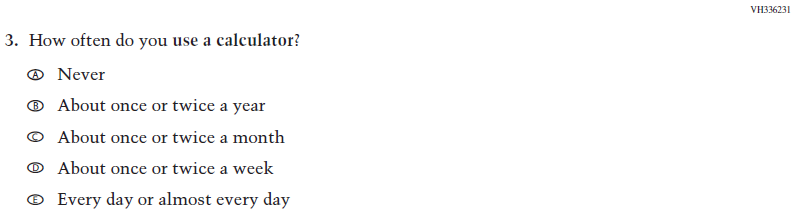 VH336231
3. How often do you use a calculator?
A Never
B About once or twice a year
C About once or twice a month
D About once or twice a week
E Every day or almost every day